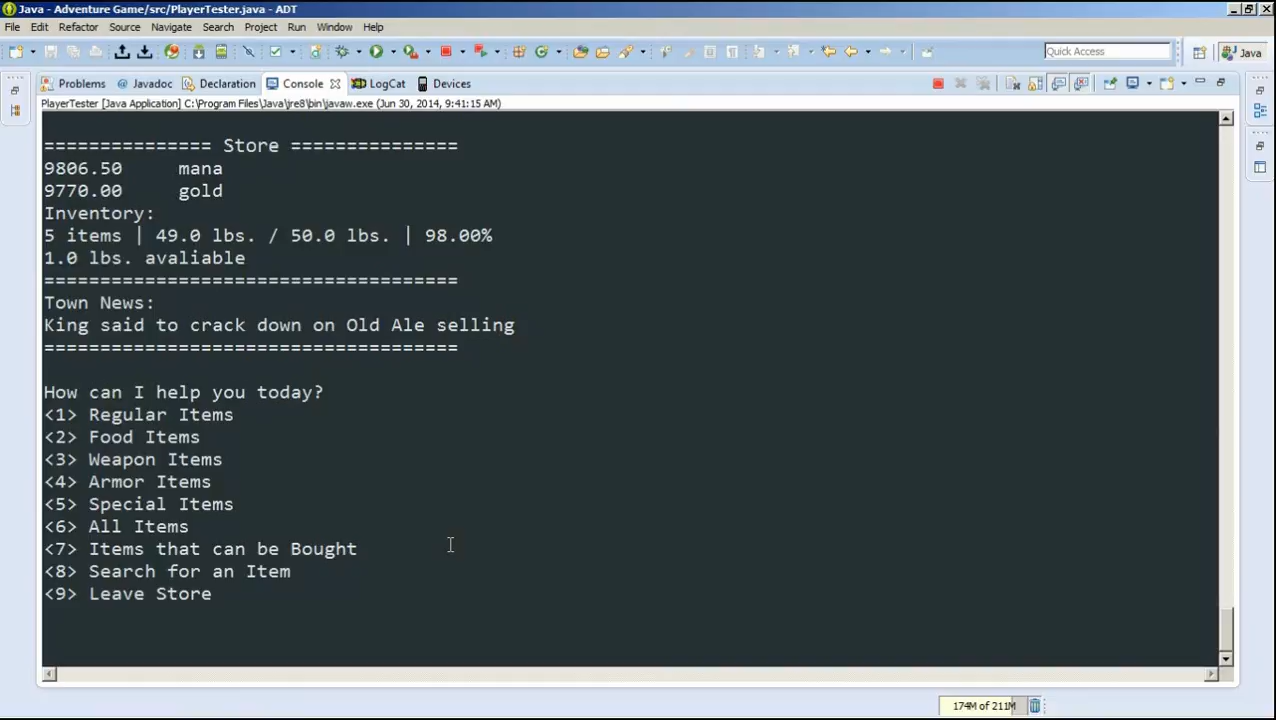 Java - Adventure Game/src/PlayerTester.java - ADT
File Edit Refactor Source Navigate Search Project Run Window Help
Quick Access
Java
Problems @ Javadoc Declaration Console LogCat Devices
PlayerTester [Java Application] C:\Program Files\Java\jre8\bin\javaw.exe (Jun 30, 2014, 9:41:15 AM)
=============== Store ===============
9806.50 mana
9770.00 gold
Inventory:
5 items | 49.0 lbs. / 50.0 lbs. | 98.00%
1.0 lbs. avaliable
=====================================
Town News:
King said to crack down on Old Ale selling
=====================================
How can I help you today?
<1> Regular Items
<2> Food Items
<3> Weapon Items
<4> Armor Items
<5> Special Items
<6> All Items
<7> Items that can be Bought
<8> Search for an Item
<9> Leave Store
174M of 211M